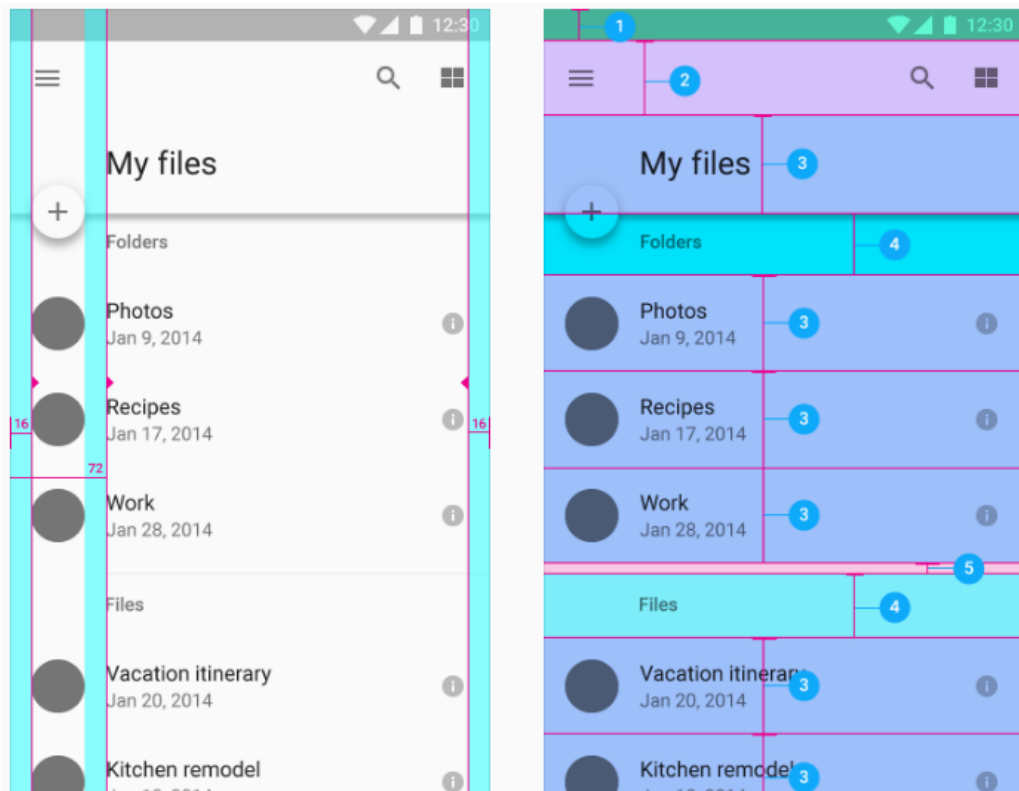 12:30
My files
+
Folders
Photos
Jan 9, 2014
i
Recipes
Jan 17, 2014
i
16
16
72
Work
Jan 28, 2014
i
Files
Vacation itinerary
Jan 20, 2014
i
Kitchen remodel
i
12:30
1
2
My files
3
+
Folders
4
Photos
Jan 9, 2014
3
i
Recipes
Jan 17, 2014
3
i
Work
Jan 28, 2014
3
i
5
Files
4
Vacation itinerary
Jan 20, 2014
3
i
Kitchen remodel
3
i